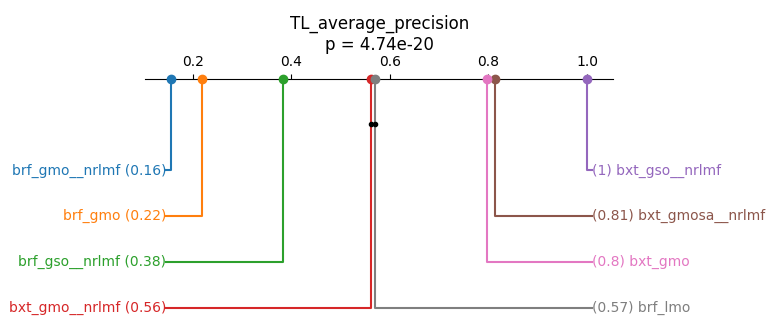 TL_average_precision
p = 4.74e-20
0.2 0.4 0.6 0.8 1.0
brf_gmo__nrlmf (0.16) (1) bxt_gso__nrlmf
brf_gmo (0.22) (0.81) bxt_gmosa__nrlmf
brf_gso__nrlmf (0.38) (0.8) bxt_gmo
bxt_gmo__nrlmf (0.56) (0.57) brf_lmo